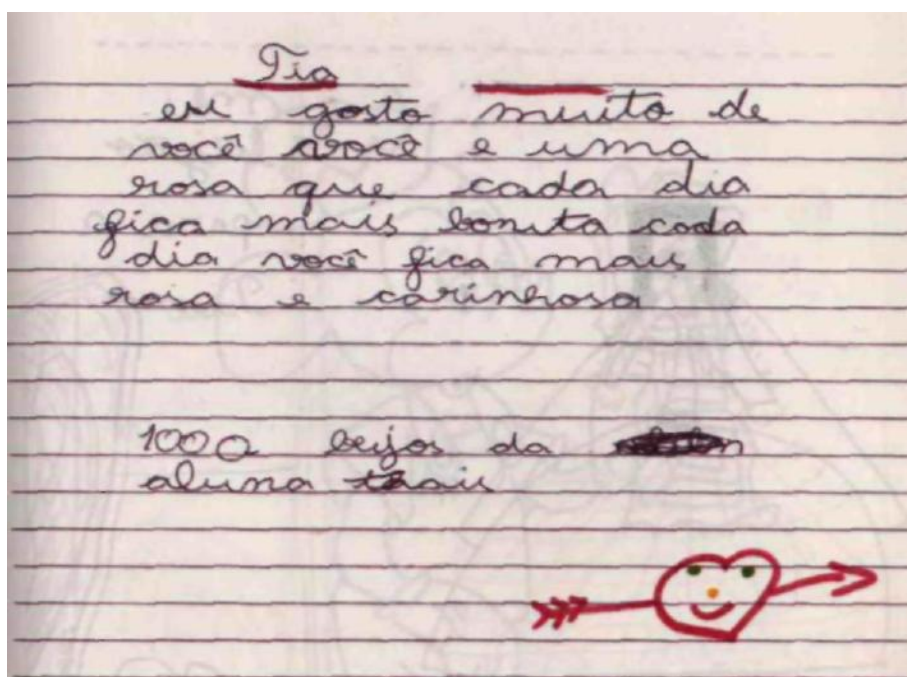 Tia
eu gosto muito de
você você e uma
rosa que cada dia
fica mais bonita cada
dia você fica mais
rosa e carinhosa
1000 beijos da
aluna thais